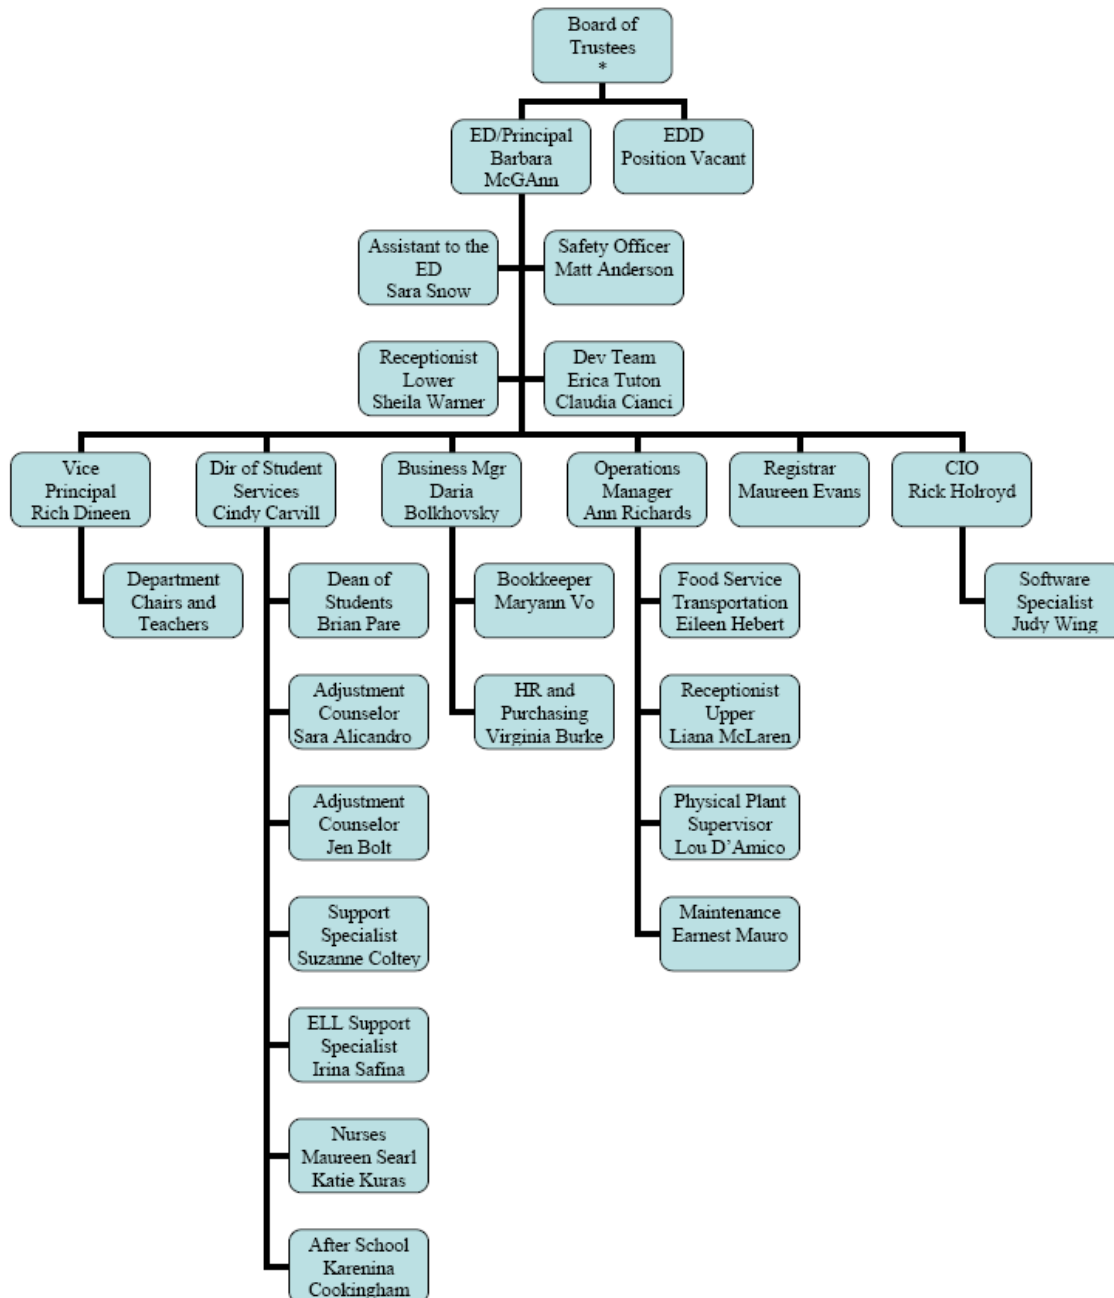 Board of
Trustees
*
ED/Principal
Barbara
McGAnn
EDD
Position Vacant
Assistant to the
ED
Sara Snow
Safety Officer
Matt Anderson
Receptionist
Lower
Sheila Warner
Dev Team
Erica Tuton
Claudia Cianci
Vice
Principal
Rich Dineen
Dir of Student
Services
Cindy Carvill
Business Mgr
Daria
Bolkhovsky
Operations
Manager
Ann Richards
Registrar
Maureen Evans
CIO
Rick Holroyd
Department
Chairs and
Teachers
Dean of
Students
Brian Pare
Bookkeeper
Maryann Vo
Food Service
Transportation
Eileen Hebert
Software
Specialist
Judy Wing
Adjustment
Counselor
Sara Alicandro
HR and
Purchasing
Virginia Burke
Receptionist
Upper
Liana McLaren
Adjustment
Counselor
Jen Bolt
Physical Plant
Supervisor
Lou D’Amico
Support
Specialist
Suzanne Coltey
Maintenance
Earnest Mauro
ELL Support
Specialist
Irina Safina
Nurses
Maureen Searl
Katie Kuras
After School
Karenina
Cookingham